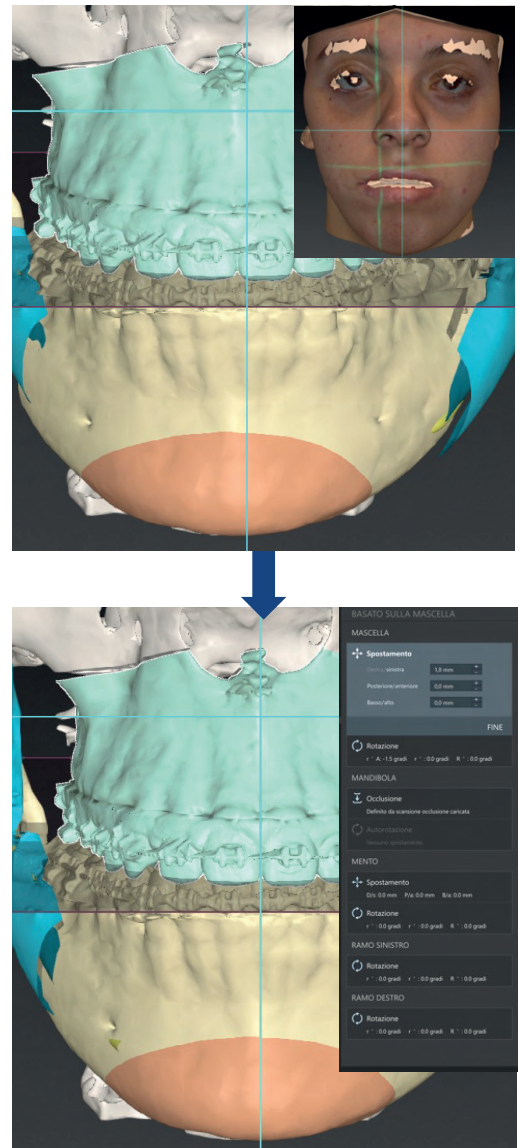 BASATO SULLA MASCELLA
MASCELLA
Spostamento
Destra-sinistra 1,8 mm
Posteriore/anteriore 0,0 mm
Basso/alto 0,0 mm
FINE
Rotazione
r ˚ A: -1.5 gradi r ˚ : 0.0 gradi R ˚ : 0.0 gradi
MANDIBOLA
Occlusione
Definito da scansione occlusione caricata
Autorotazione
Nessuno spostamento
MENTO
Spostamento
D/s: 0.0 mm P/a: 0.0 mm B/a: 0.0 mm
Rotazione
r ˚ : 0.0 gradi r ˚ : 0.0 gradi R ˚ : 0.0 gradi
RAMO SINISTRO
Rotazione
r ˚ : 0.0 gradi r ˚ : 0.0 gradi R ˚ : 0.0 gradi
RAMO DESTRO
Rotazione
r ˚ : 0.0 gradi r ˚ : 0.0 gradi R ˚ : 0.0 gradi